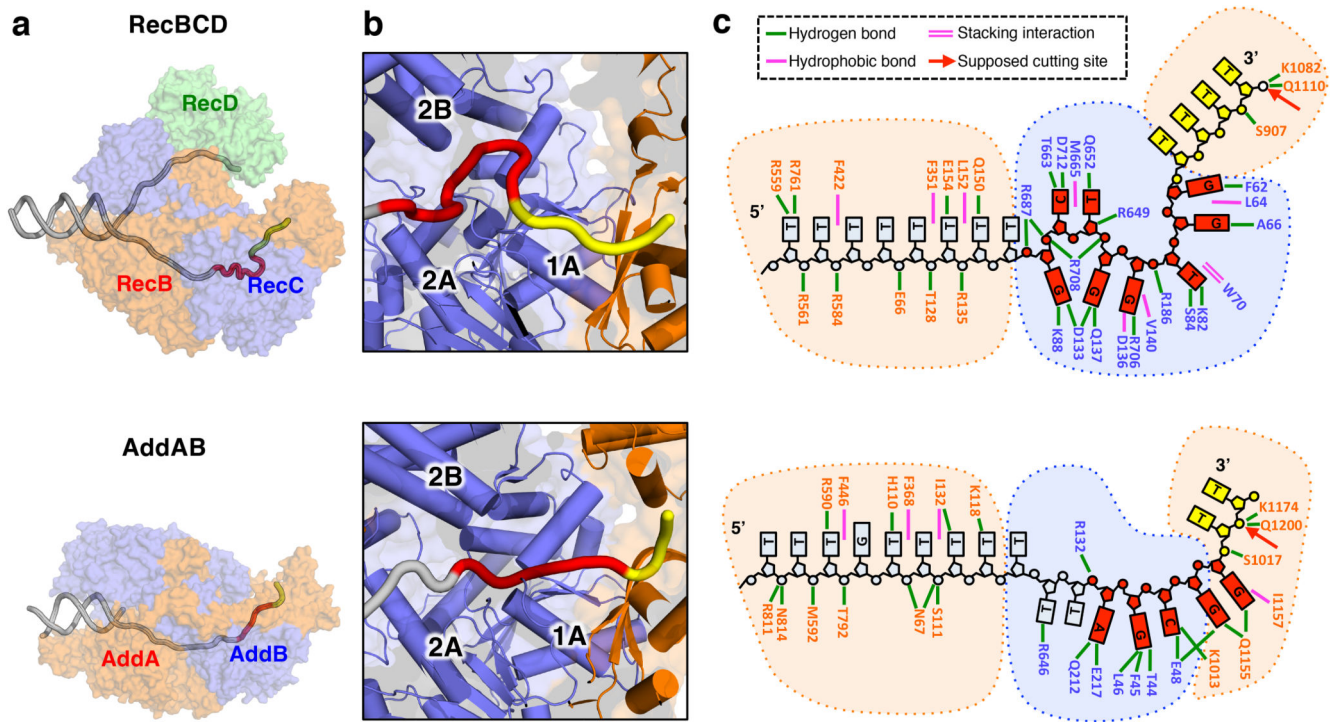 a
RecBCD
RecD
RecB
RecC
AddAB
AddA
AddB
b
2B
2A
1A
2B
2A
1A
c
Hydrogen bond
Stacking interaction
Hydrophobic bond
Supposed cutting site
3’
K1082
Q1110
S907
T
T
T
T
5’
R559
R761
F422
F351
E154
L152
Q150
T
T
T
T
T
T
T
T
R561
R584
E66
T128
R135
R687
T663
D712
M665
Q652
C
T
R649
R708
G
G
G
K88
D133
Q137
D136
R706
V140
R186
T
S84
K82
W70
G
G
F62
L64
A66
3’
K1174
Q1200
S1017
T
T
5’
R590
F446
H110
F368
I132
K118
T
T
T
G
T
T
T
T
T
R811
N814
M592
T792
N67
S111
R132
T
T
A
G
C
G
G
R646
Q212
E217
L46
F45
T44
E48
K1013
Q1155
I1157